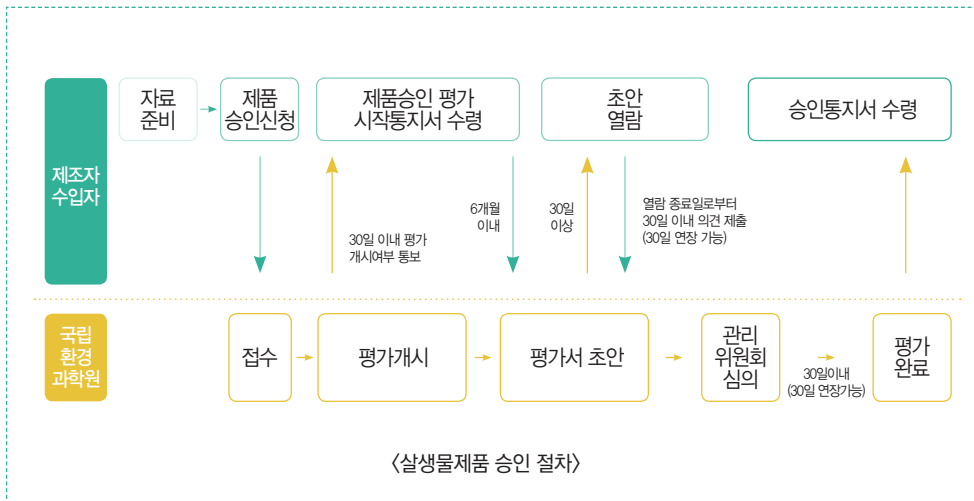 제조자
수입자
자료
준비
제품
승인신청
제품승인 평가
시작통지서 수령
초안
열람
승인통지서 수령
30일 이내 평가
개시여부 통보
6개월
이내
30일
이상
열람 종료일로부터
30일 이내 의견 제출
(30일 연장 가능)
국립
환경
과학원
접수
평가개시
평가서 초안
관리
위원회
심의
30일이내
(30일 연장가능)
평가
완료
〈살생물제품 승인 절차〉